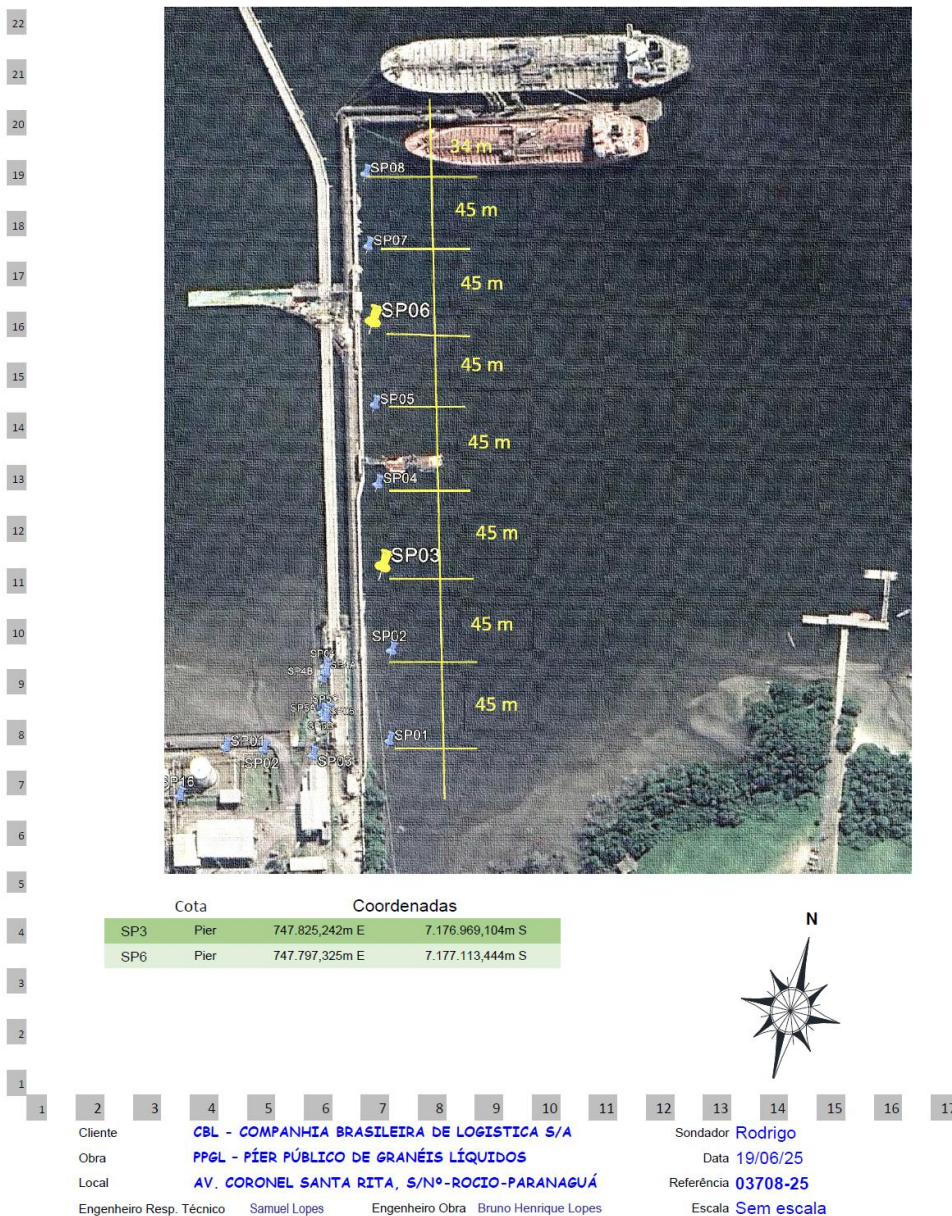 22
21
20
19
18
17
16
15
14
13
12
11
10
9
8
7
6
5
4
3
2
1
34 m
SP08
45 m
SP07
45 m
SP06
45 m
SP05
45 m
SP04
45 m
SP03
45 m
SP02
SP4B
45 m
SP01
SP01
SP02
SP03
SP16
Cota Coordenadas
SP3 Pier 747.825,242m E 7.176.969,104m S
SP6 Pier 747.797,325m E 7.177.113,444m S
N
1 2 3 4 5 6 7 8 9 10 11 12 13 14 15 16 17
Cliente CBL - COMPANHIA BRASILEIRA DE LOGISTICA S/A Sondador Rodrigo
Obra PPGL - PÍER PÚBLICO DE GRANÉIS LÍQUIDOS Data 19/06/25
Local AV. CORONEL SANTA RITA, S/Nº-ROCIO-PARANAGUÁ Referência 03708-25
Engenheiro Resp. Técnico Samuel Lopes Engenheiro Obra Bruno Henrique Lopes Escala Sem escala